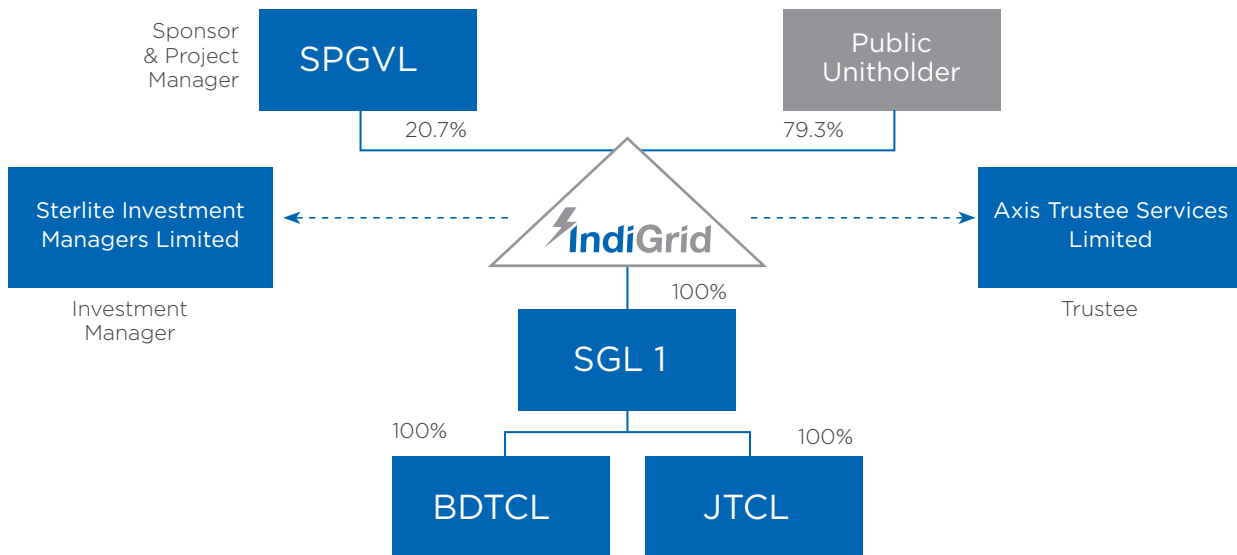 Sponsor
& Project
Manager
SPGVL
Public
Unitholder
20.7%
79.3%
Sterlite Investment
Managers Limited
IndiGrid
Axis Trustee Services
Limited
Investment
Manager
100%
Trustee
SGL 1
100%
100%
BDTCL
JTCL